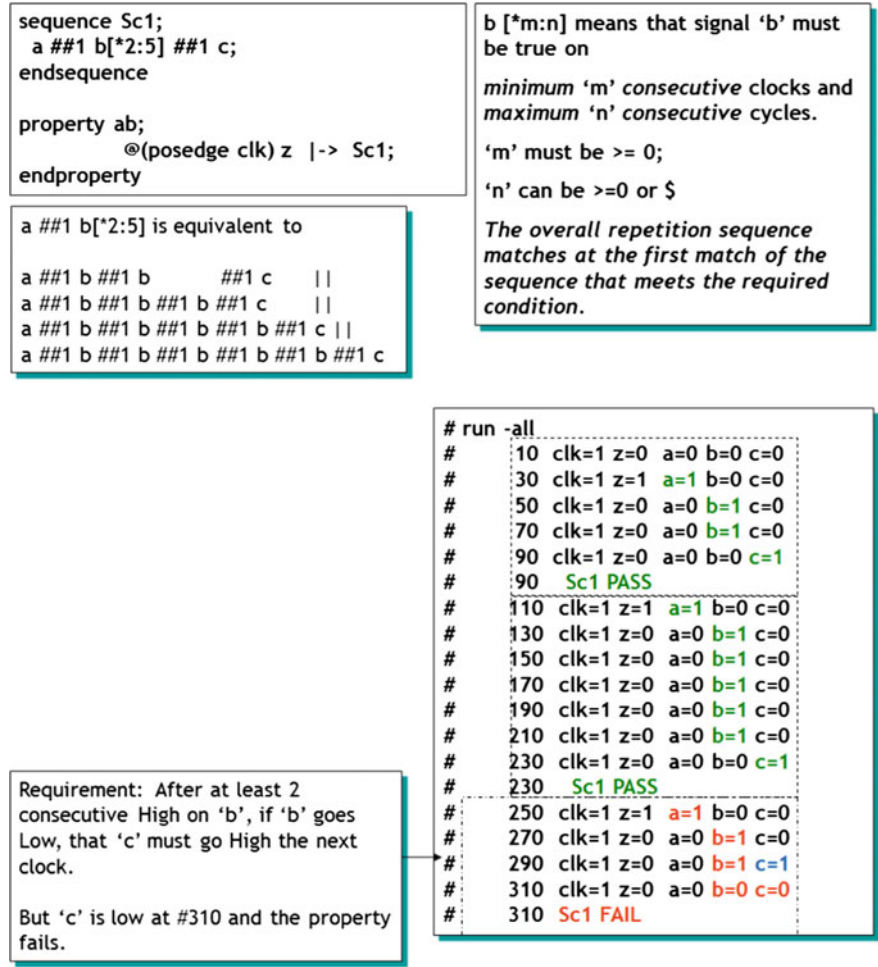 sequence Sc1;
a ##1 b[*2:5] ##1 c;
endsequence
property ab;
@(posedge clk) z |-> Sc1;
endproperty
b [*m:n] means that signal ‘b’ must
be true on
minimum ‘m’ consecutive clocks and
maximum ‘n’ consecutive cycles.
‘m’ must be >= 0;
‘n’ can be >=0 or $
The overall repetition sequence
matches at the first match of the
sequence that meets the required
condition.
a ##1 b[*2:5] is equivalent to
a ##1 b ##1 b ##1 c ||
a ##1 b ##1 b ##1 b ##1 c ||
a ##1 b ##1 b ##1 b ##1 b ##1 c ||
a ##1 b ##1 b ##1 b ##1 b ##1 b ##1 c
# run -all
# 10 clk=1 z=0 a=0 b=0 c=0
# 30 clk=1 z=1 a=1 b=0 c=0
# 50 clk=1 z=0 a=0 b=1 c=0
# 70 clk=1 z=0 a=0 b=1 c=0
# 90 clk=1 z=0 a=0 b=0 c=1
# 90 Sc1 PASS
# 110 clk=1 z=1 a=1 b=0 c=0
# 130 clk=1 z=0 a=0 b=1 c=0
# 150 clk=1 z=0 a=0 b=1 c=0
# 170 clk=1 z=0 a=0 b=1 c=0
# 190 clk=1 z=0 a=0 b=1 c=0
# 210 clk=1 z=0 a=0 b=1 c=0
# 230 clk=1 z=0 a=0 b=0 c=1
# 230 Sc1 PASS
# 250 clk=1 z=1 a=1 b=0 c=0
# 270 clk=1 z=0 a=0 b=1 c=0
# 290 clk=1 z=0 a=0 b=1 c=1
# 310 clk=1 z=0 a=0 b=0 c=0
# 310 Sc1 FAIL
Requirement: After at least 2
consecutive High on ‘b’, if ‘b’ goes
Low, that ‘c’ must go High the next
clock.
But ‘c’ is low at #310 and the property
fails.